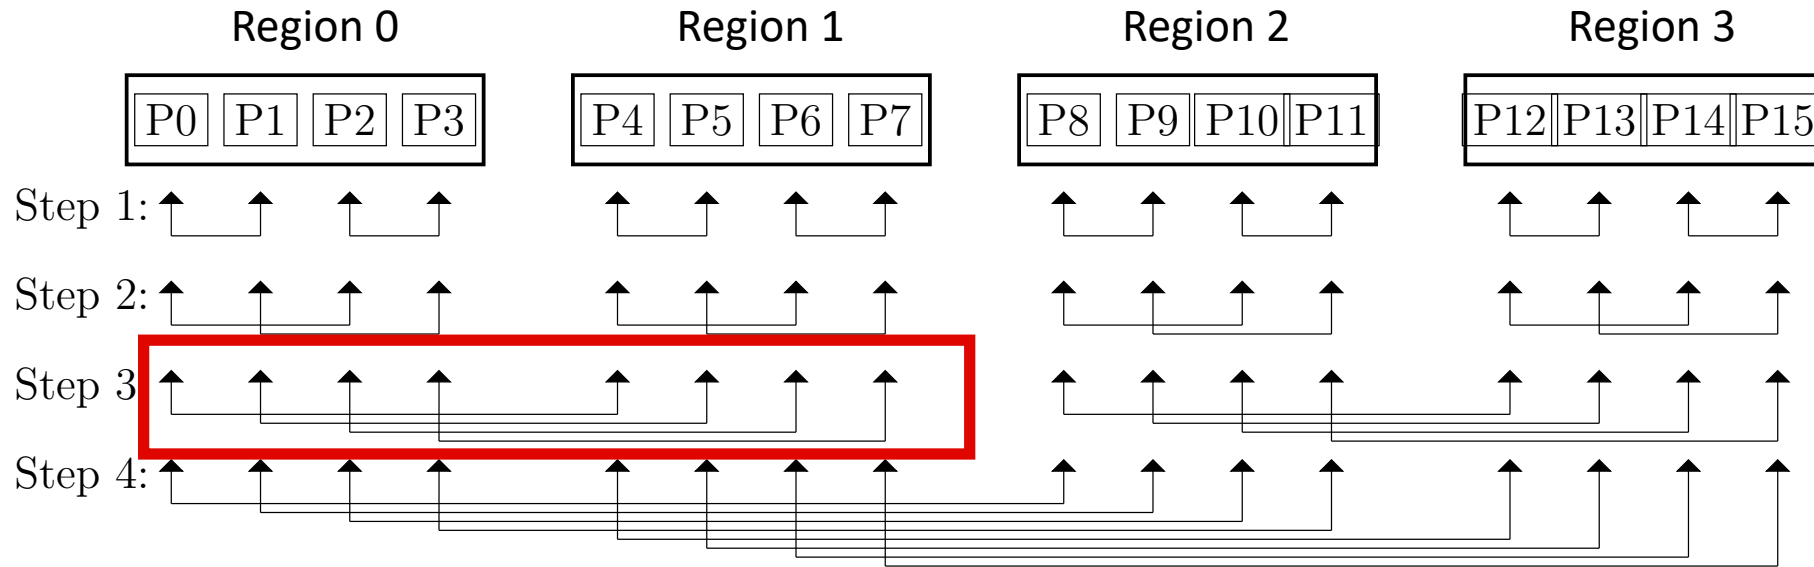 Region 0 Region 1 Region 2 Region 3
P0 P1 P2 P3 P4 P5 P6 P7 P8 P9 P10 P11 P12 P13 P14 P15
Step 1:
Step 2:
Step 3
Step 4: